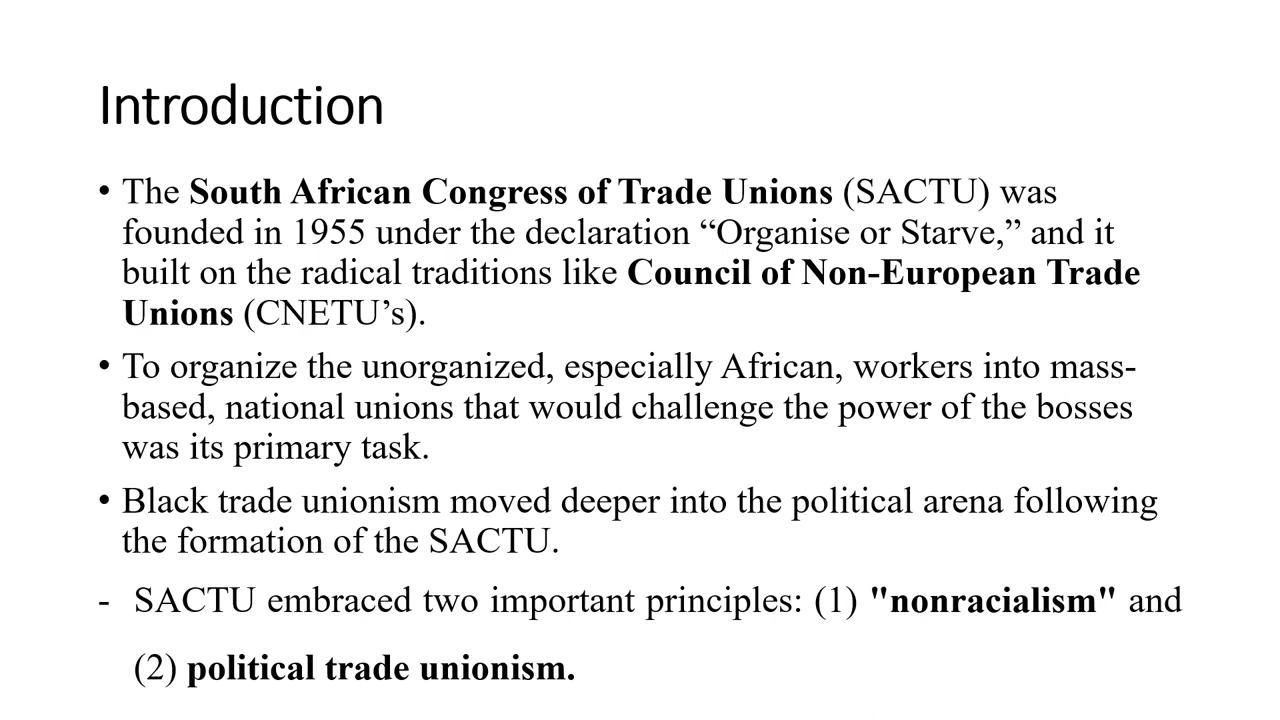 Introduction
• The South African Congress of Trade Unions (SACTU) was
founded in 1955 under the declaration “Organise or Starve,” and it
built on the radical traditions like Council of Non-European Trade
Unions (CNETU’s).
• To organize the unorganized, especially African, workers into mass-
based, national unions that would challenge the power of the bosses
was its primary task.
• Black trade unionism moved deeper into the political arena following
the formation of the SACTU.
- SACTU embraced two important principles: (1) "nonracialism" and
(2) political trade unionism.